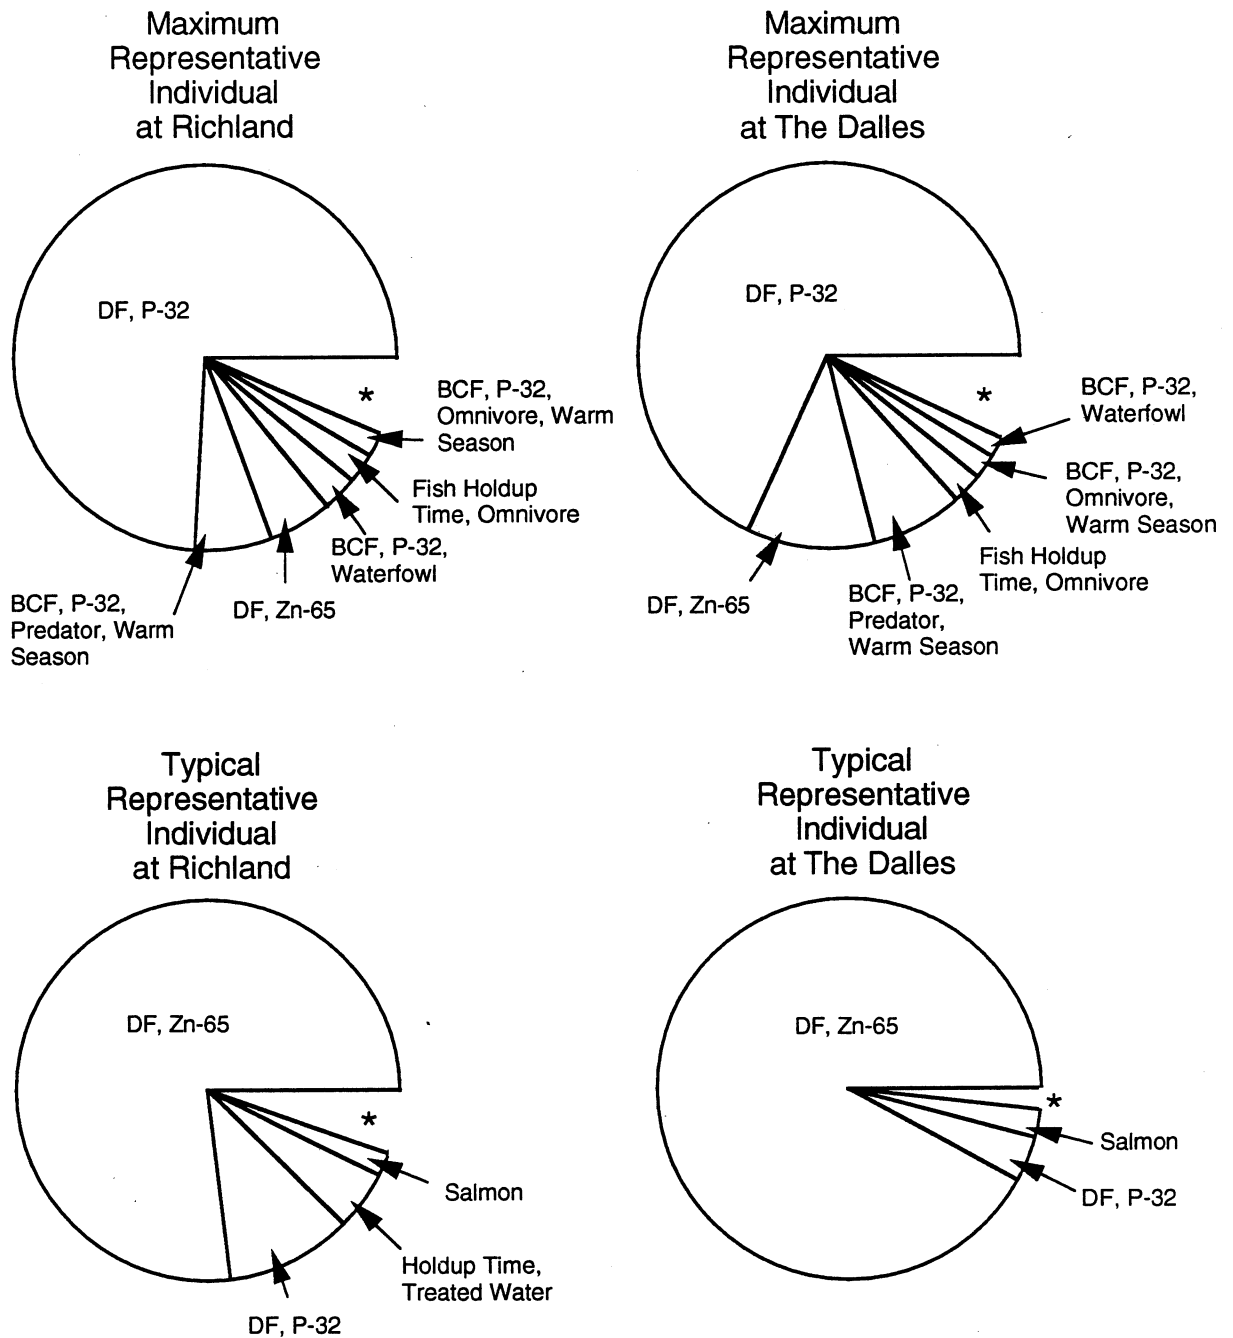 Maximum
Representative
Individual
at Richland
DF, P-32
*
BCF, P-32,
Omnivore, Warm
Season
Fish Holdup
Time, Omnivore
BCF, P-32,
Waterfowl
DF, Zn-65
BCF, P-32,
Predator, Warm
Season
Maximum
Representative
Individual
at The Dalles
DF, P-32
*
BCF, P-32,
Waterfowl
BCF, P-32,
Omnivore,
Warm Season
Fish Holdup
Time, Omnivore
BCF, P-32,
Predator,
Warm Season
DF, Zn-65
Typical
Representative
Individual
at Richland
DF, Zn-65
*
Salmon
Holdup Time,
Treated Water
DF, P-32
Typical
Representative
Individual
at The Dalles
DF, Zn-65
*
Salmon
DF, P-32